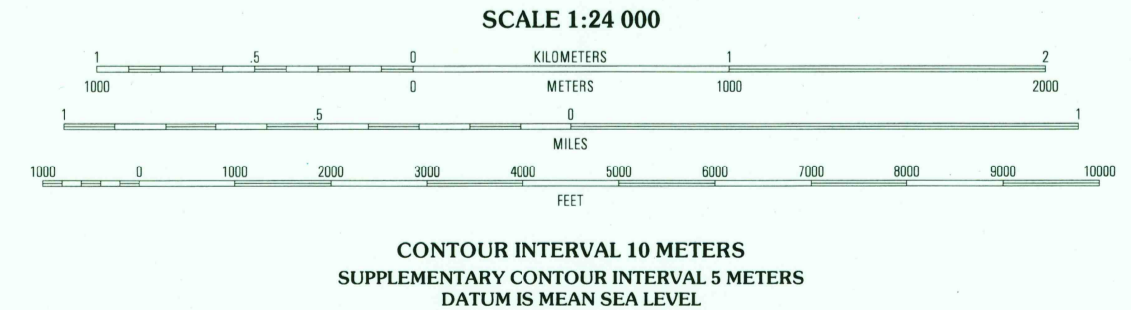 SCALE 1:24 000
1 .5 0 KILOMETERS 1 2
1000 0 METERS 1000 2000
1 .5 0 1
MILES
1000 0 1000 2000 3000 4000 5000 6000 7000 8000 9000 10000
FEET
CONTOUR INTERVAL 10 METERS
SUPPLEMENTARY CONTOUR INTERVAL 5 METERS
DATUM IS MEAN SEA LEVEL